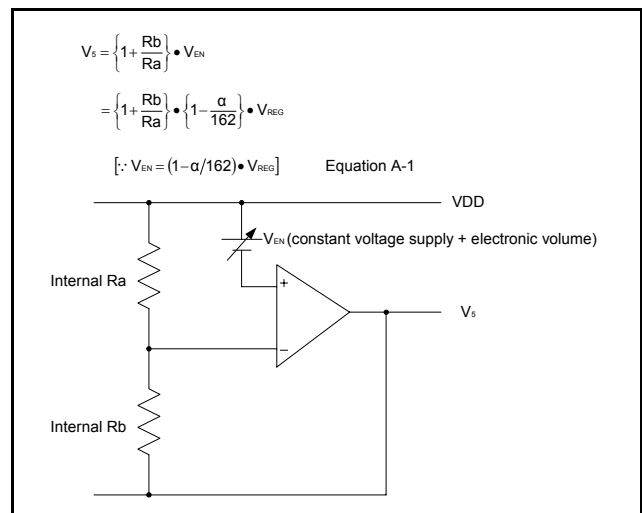 V₅ = {1 + Rb/Ra} • VEN
= {1 + Rb/Ra} • {1 − α/162} • VREG
[∵ VEN = (1−α/162) • VREG] Equation A-1
VDD
VEN (constant voltage supply + electronic volume)
Internal Ra
+
V₅
−
Internal Rb